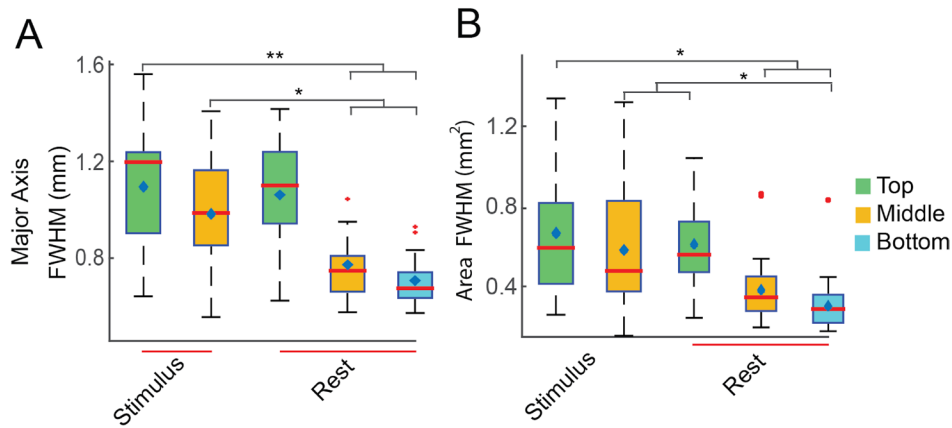 A
B
**
*
*
*
1.6
1.2
0.8
Major Axis
FWHM (mm)
Stimulus
Rest
1.2
0.8
0.4
Area FWHM (mm²)
Stimulus
Rest
Top
Middle
Bottom